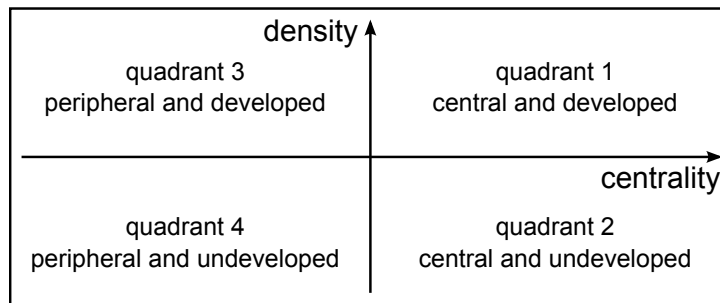 density
quadrant 3
peripheral and developed
quadrant 1
central and developed
centrality
quadrant 4
peripheral and undeveloped
quadrant 2
central and undeveloped